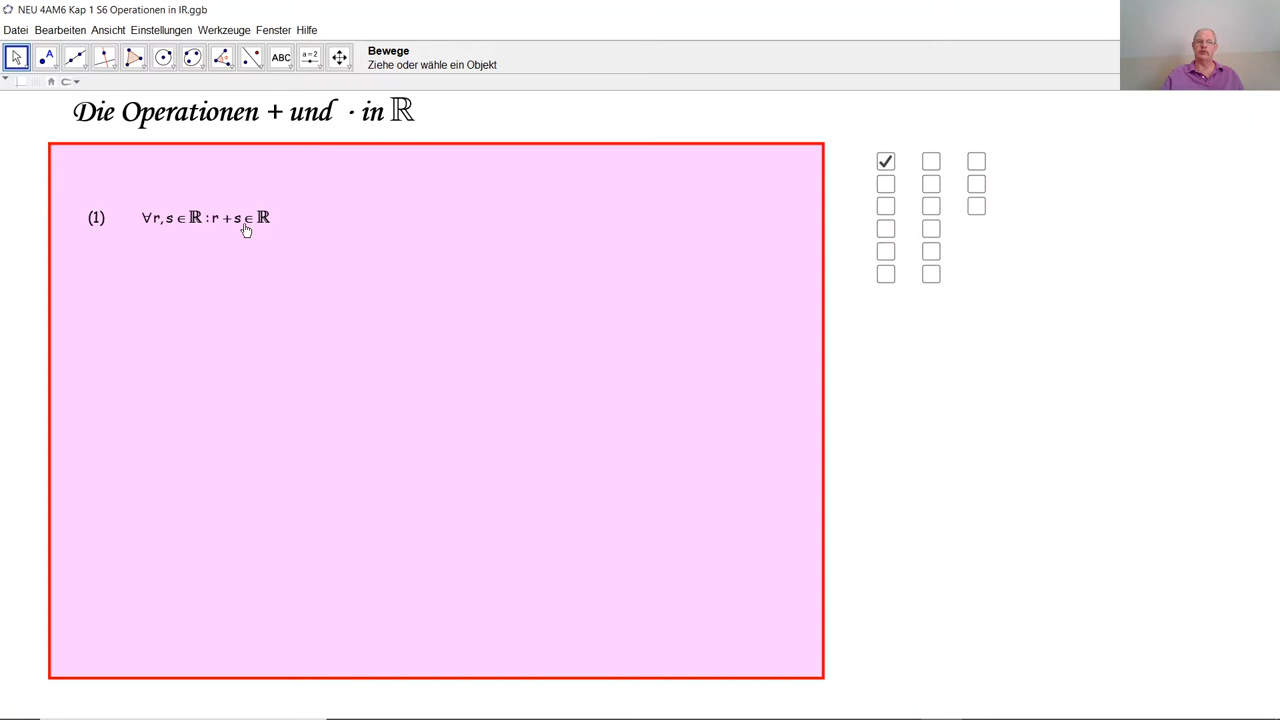 NEU 4AM6 Kap 1 S6 Operationen in IR.ggb
Datei Bearbeiten Ansicht Einstellungen Werkzeuge Fenster Hilfe
A ABC a=2 Bewege
Ziehe oder wähle ein Objekt
Die Operationen + und · in ℝ
(1) ∀r,s∈ℝ:r+s∈ℝ